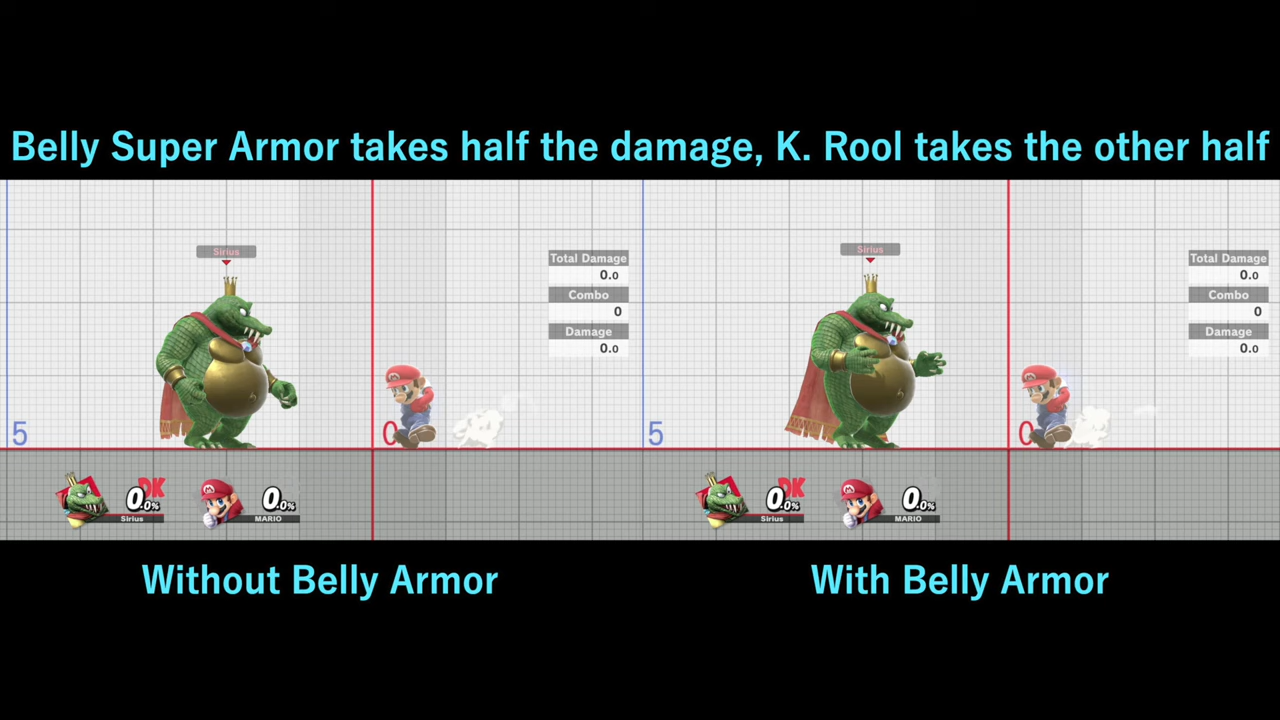 Belly Super Armor takes half the damage, K. Rool takes the other half
Sirius
Total Damage
0.0
Combo
0
Damage
0.0
5
0
0.0%
DK
Sirius
0.0%
MARIO
Sirius
Total Damage
0.0
Combo
0
Damage
0.0
5
0
0.0%
DK
Sirius
0.0%
MARIO
Without Belly Armor
With Belly Armor